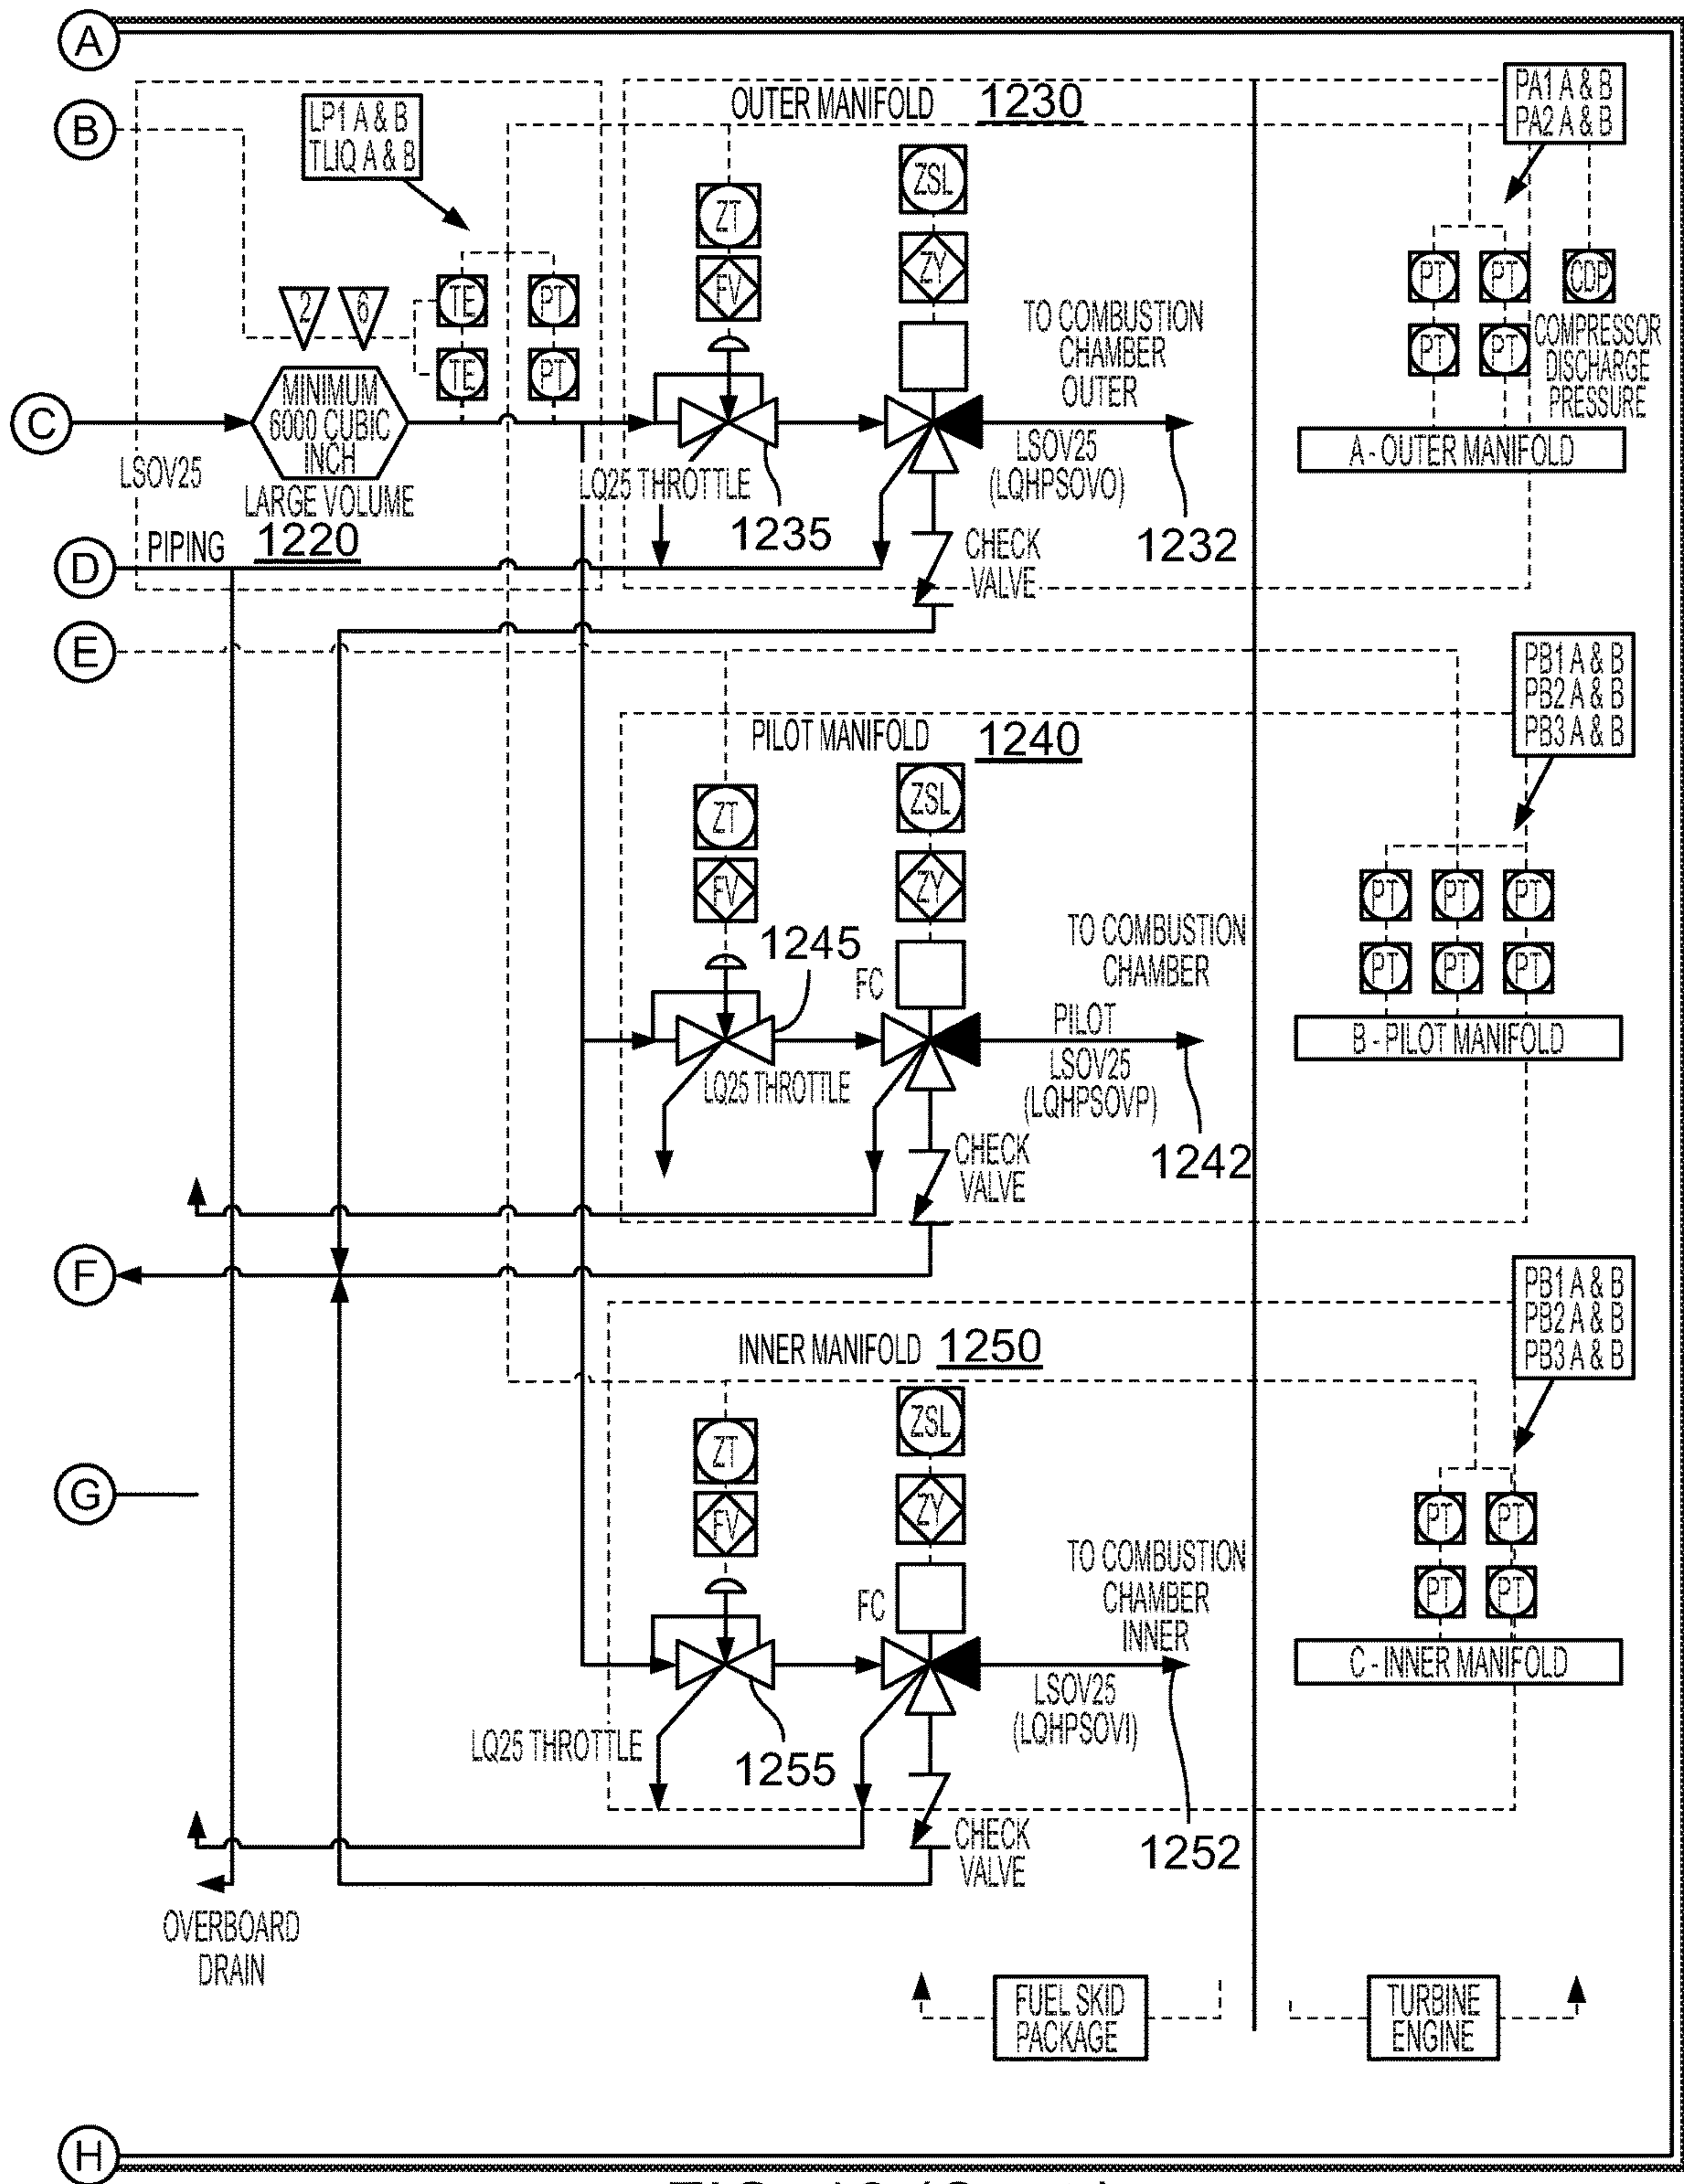 A
B
LP1 A & B
TLIQ A & B
OUTER MANIFOLD 1230
PA1 A & B
PA2 A & B
ZT
ZSL
FV
ZY
2
6
TE
PT
TE
PT
TO COMBUSTION
CHAMBER
OUTER
PT
PT
CDP
PT
PT
COMPRESSOR
DISCHARGE
PRESSURE
C
LSOV25
MINIMUM
6000 CUBIC
INCH
LARGE VOLUME
1220
LQ25 THROTTLE
1235
LSOV25
(LQHPSOVO)
1232
A - OUTER MANIFOLD
D
PIPING
CHECK
VALVE
E
PB1 A & B
PB2 A & B
PB3 A & B
PILOT MANIFOLD 1240
ZT
ZSL
FV
ZY
1245
FC
TO COMBUSTION
CHAMBER
PILOT
LSOV25
(LQHPSOVP)
1242
LQ25 THROTTLE
PT
PT
PT
PT
PT
PT
B - PILOT MANIFOLD
CHECK
VALVE
F
PB1 A & B
PB2 A & B
PB3 A & B
INNER MANIFOLD 1250
ZT
ZSL
G
FV
ZY
FC
TO COMBUSTION
CHAMBER
INNER
PT
PT
PT
PT
C - INNER MANIFOLD
LSOV25
(LQHPSOVI)
LQ25 THROTTLE
1255
1252
CHECK
VALVE
OVERBOARD
DRAIN
FUEL SKID
PACKAGE
TURBINE
ENGINE
H